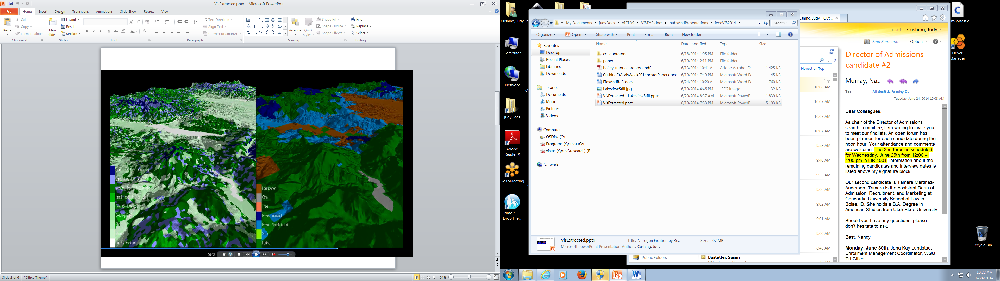 VisExtracted.pptx - Microsoft PowerPoint
File Home Insert Design Transitions Animations Slide Show Review View
Paste
Cut
Copy
Format Painter
Clipboard
New
Slide
Layout
Reset
Section
Slides
Font
Text Direction
Align Text
Convert to SmartArt
Paragraph
Arrange
Quick
Styles
Shape Fill
Shape Outline
Shape Effects
Drawing
Find
Replace
Select
Editing
Medium Tree
Pole (5-10in dbh)
Barren/Developed
Homeowner
Other
Tribal
Private Industrial
Private Non-Industrial
State
Federal
00:42
Slide 2 of 6 "Office Theme" 94%
Cushing, Judy In
Computer
Network
judyDocs
Adobe
Reader X
GoToMeeting
PrimoPDF -
Drop File...
« My Documents judyDocs VISTAS VISTAS docs pubsAndPresentations ieeeVIS2014
Search i...
Organize Open Share with Print E-mail Burn New folder
Favorites
Desktop
Recent Places
Libraries
Downloads
Libraries
Documents
Music
Pictures
Videos
Computer
OSDisk (C:)
Programs (\\orca) (O:)
vistas (\\orca\research) (F
Network
Name Date modified Type Size
collaborators 6/18/2014 1:05 PM File folder
paper 6/19/2014 2:11 PM File folder
bailey-tutorial.proposal.pdf 6/13/2014 10:41 A... Adobe Acrobat D... 1,425 KB
CushingEtAlVisWeek2014posterPaper.docx 6/19/2014 7:49 PM Microsoft Word D... 45 KB
FigsAndRefs.docx 6/24/2014 10:20 A... Microsoft Word D... 760 KB
LakeviewStill.jpg 6/19/2014 4:46 PM JPEG image 32 KB
VisExtracted - LakeviewStill.pptx 6/20/2014 8:37 AM Microsoft PowerP... 1,839 KB
VisExtracted.pptx 6/19/2014 7:53 PM Microsoft PowerP... 5,193 KB
VisExtracted.pptx Title: Nitrogen Fixation by Re... Size: 5.07 MB
Microsoft PowerPoint Presentation Authors: Cushing, Judy
ushing, Judy - Outl...
sign out Cushing, Judy
Find Someone Options
Newest on Top
10:08 AM
10:07 AM
10:07 AM
10:07 AM
9:58 AM
9:46 AM
9:35 AM
9:06 AM
9:02 AM
9:01 AM
9:00 AM
8:48 AM
Public Folders
Bustetter, Susan
Director of Admissions
candidate #2
Murray, Na...
To: All Staff & Faculty DL
Tuesday, June 24, 2014 10:08 AM
Dear Colleagues,
As chair of the Director of Admissions
search committee, I am writing to invite you
to meet our finalists. An open forum has
been planned for each candidate during the
noon hour. Your attendance and comments
are welcome. The 2nd forum is scheduled
for Wednesday, June 25th from 12:00 –
1:00 pm in LIB 1001. Information about the
remaining candidates and interview dates is
listed above my signature block.
Our second candidate is Tamara Martinez-
Anderson. Tamara is the Assistant Dean of
Admission, Recruitment, and Marketing at
Concordia University School of Law in
Boise, ID. She holds a B.A. Degree in
American Studies from Utah State University.
Should you have any questions, please
don't hesitate to ask.
Best, Nancy
Monday, June 30th: Jana Kay Lundstad,
Enrollment Management Coordinator, WSU
Tri-Cities
im8ortest.c
Driver
Manager
Recycle Bin
10:22 AM
6/24/2014